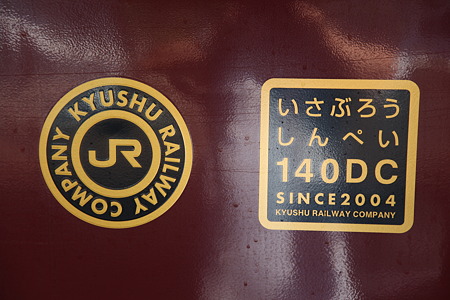 KYUSHU RAILWAY COMPANY
JR
いさぶろう
しんぺい
140DC
SINCE2004
KYUSHU RAILWAY COMPANY